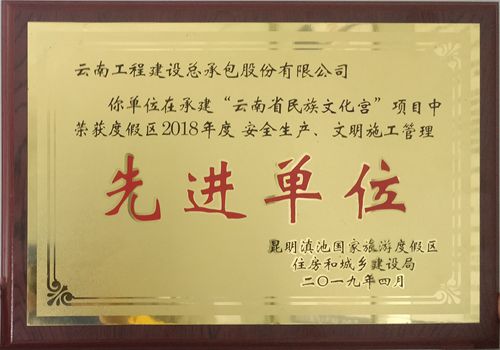 云南工程建设总承包股份有限公司
你单位在承建“云南省民族文化宫”项目中
荣获度假区2018年度 安全生产、文明施工管理
先进单位
昆明滇池国家旅游度假区
住房和城乡建设局
二〇一九年四月